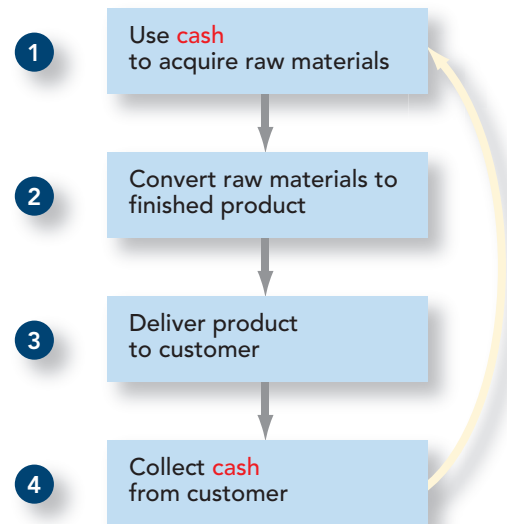 1
Use cash
to acquire raw materials
2
Convert raw materials to
finished product
3
Deliver product
to customer
4
Collect cash
from customer